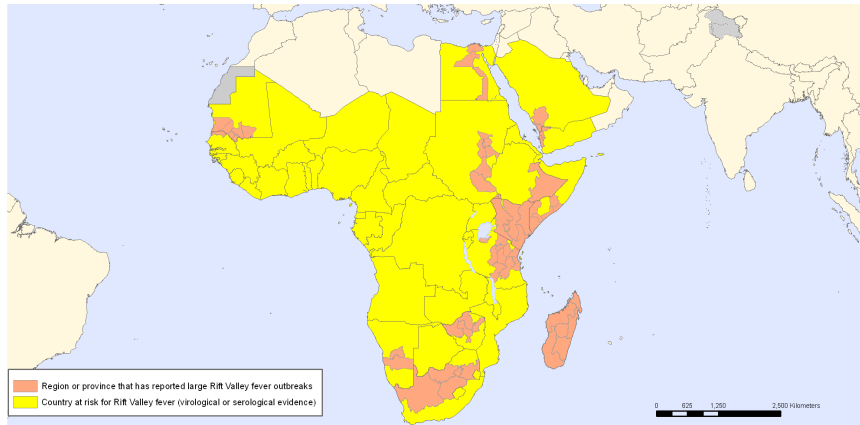 Region or province that has reported large Rift Valley fever outbreaks
Country at risk for Rift Valley fever (virological or serological evidence)
0 625 1,250 2,500 Kilometers